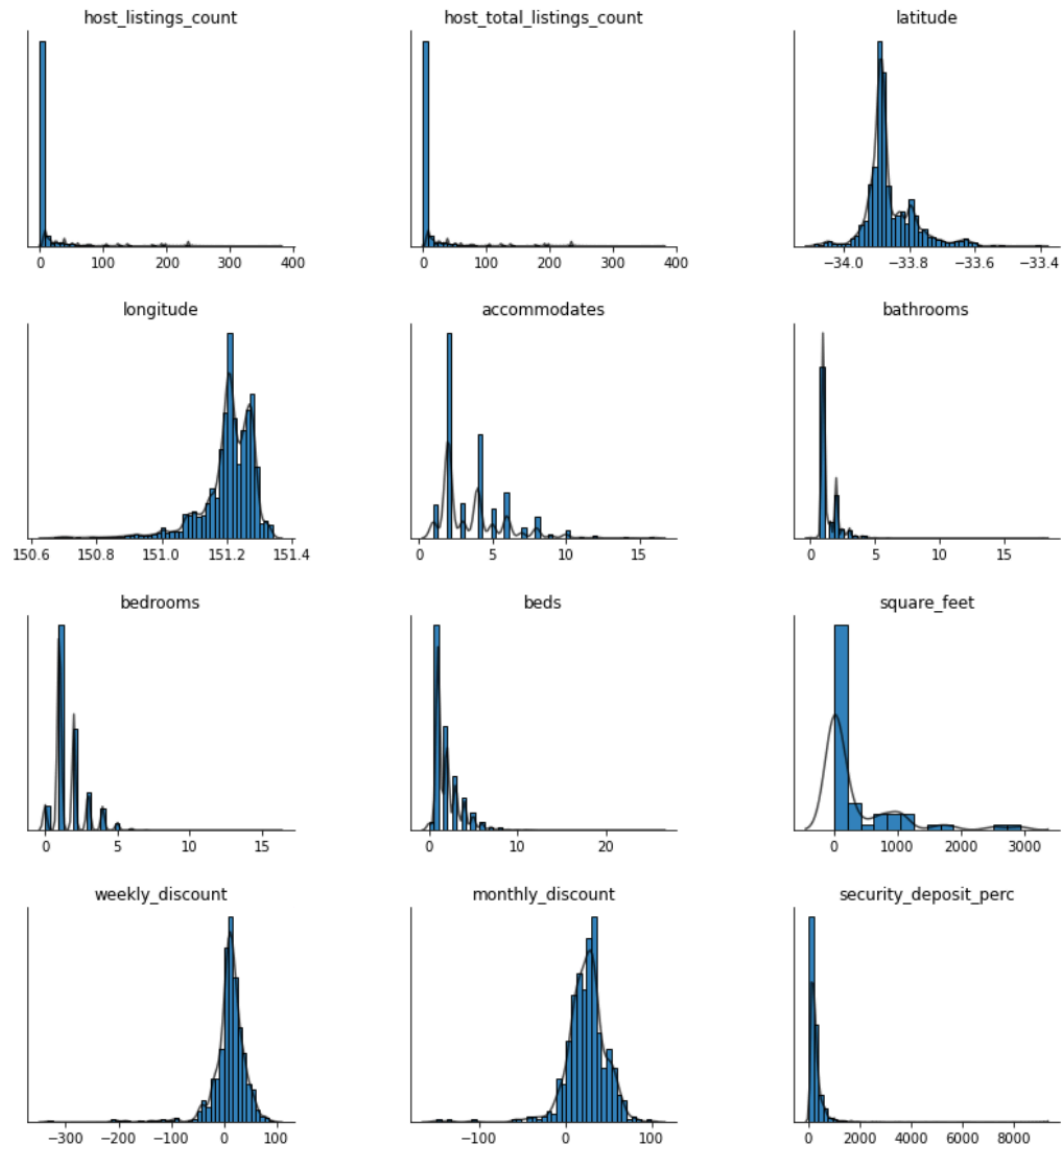 host_listings_count host_total_listings_count latitude
0 100 200 300 400 0 100 200 300 400 −34.0 −33.8 −33.6 −33.4
longitude accommodates bathrooms
150.6 150.8 151.0 151.2 151.4 0 5 10 15 0 5 10 15
bedrooms beds square_feet
0 5 10 15 0 10 20 0 1000 2000 3000
weekly_discount monthly_discount security_deposit_perc
−300 −200 −100 0 100 −100 0 100 0 2000 4000 6000 8000